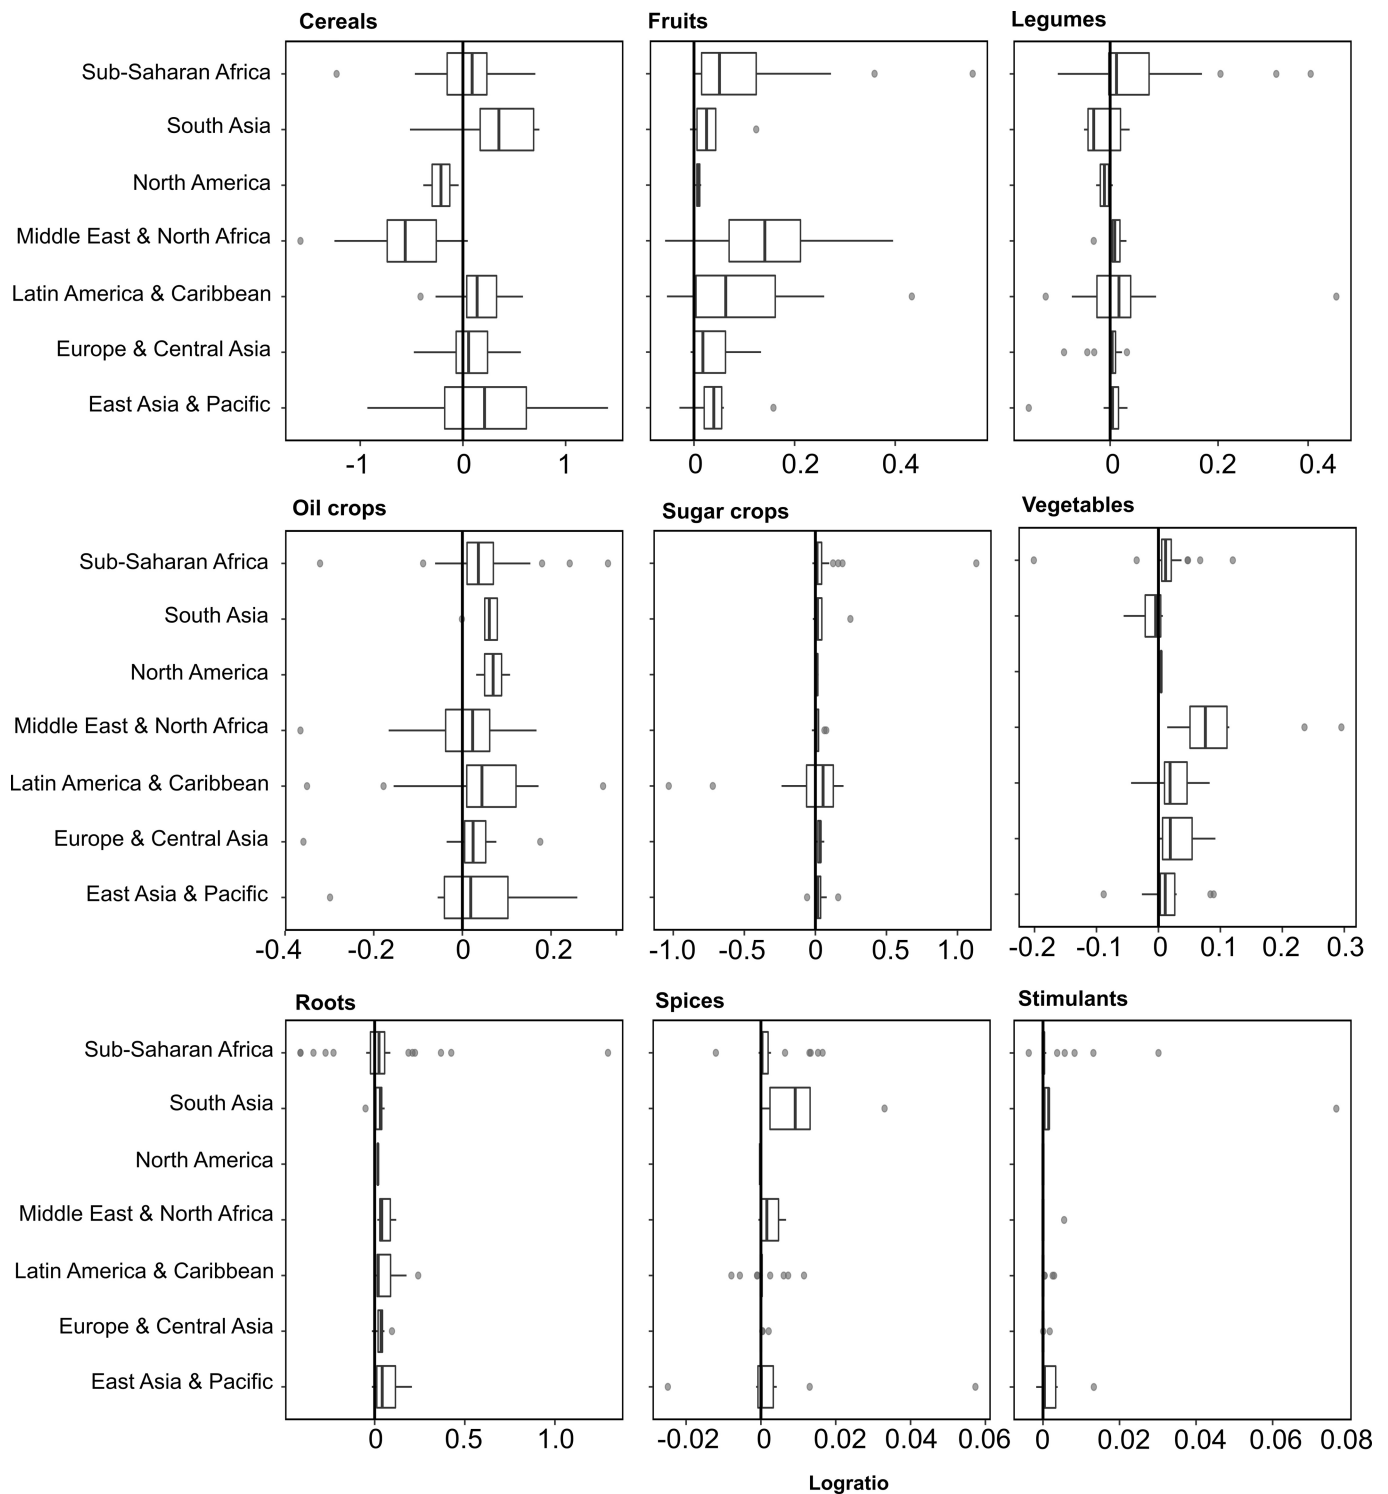 Cereals
Fruits
Legumes
Sub-Saharan Africa
South Asia
North America
Middle East & North Africa
Latin America & Caribbean
Europe & Central Asia
East Asia & Pacific
-1 0 1
0 0.2 0.4
0 0.2 0.4
Oil crops
Sugar crops
Vegetables
Sub-Saharan Africa
South Asia
North America
Middle East & North Africa
Latin America & Caribbean
Europe & Central Asia
East Asia & Pacific
-0.4 -0.2 0 0.2
-1.0 -0.5 0 0.5 1.0
-0.2 -0.1 0 0.1 0.2 0.3
Roots
Spices
Stimulants
Sub-Saharan Africa
South Asia
North America
Middle East & North Africa
Latin America & Caribbean
Europe & Central Asia
East Asia & Pacific
0 0.5 1.0
-0.02 0 0.02 0.04 0.06
0 0.02 0.04 0.06 0.08
Logratio